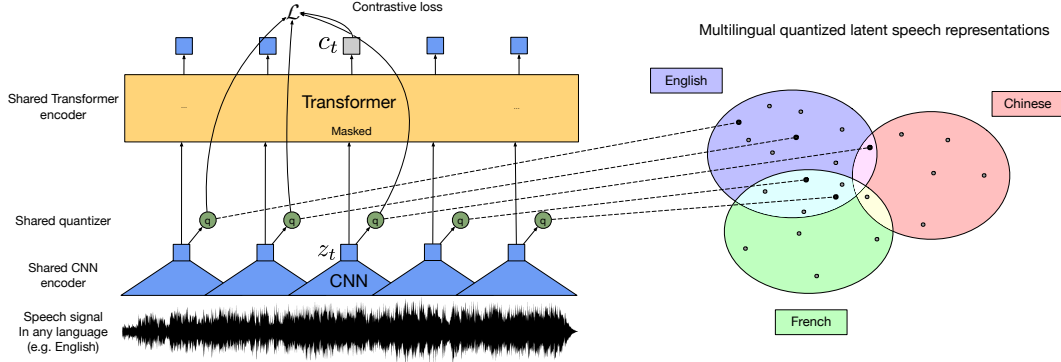 Contrastive loss
ℒ
Multilingual quantized latent speech representations
c_t
English
Shared Transformer
encoder
...
Transformer
...
Masked
Chinese
Shared quantizer
q
q
q
q
q
z_t
Shared CNN
encoder
CNN
Speech signal
In any language
(e.g. English)
French